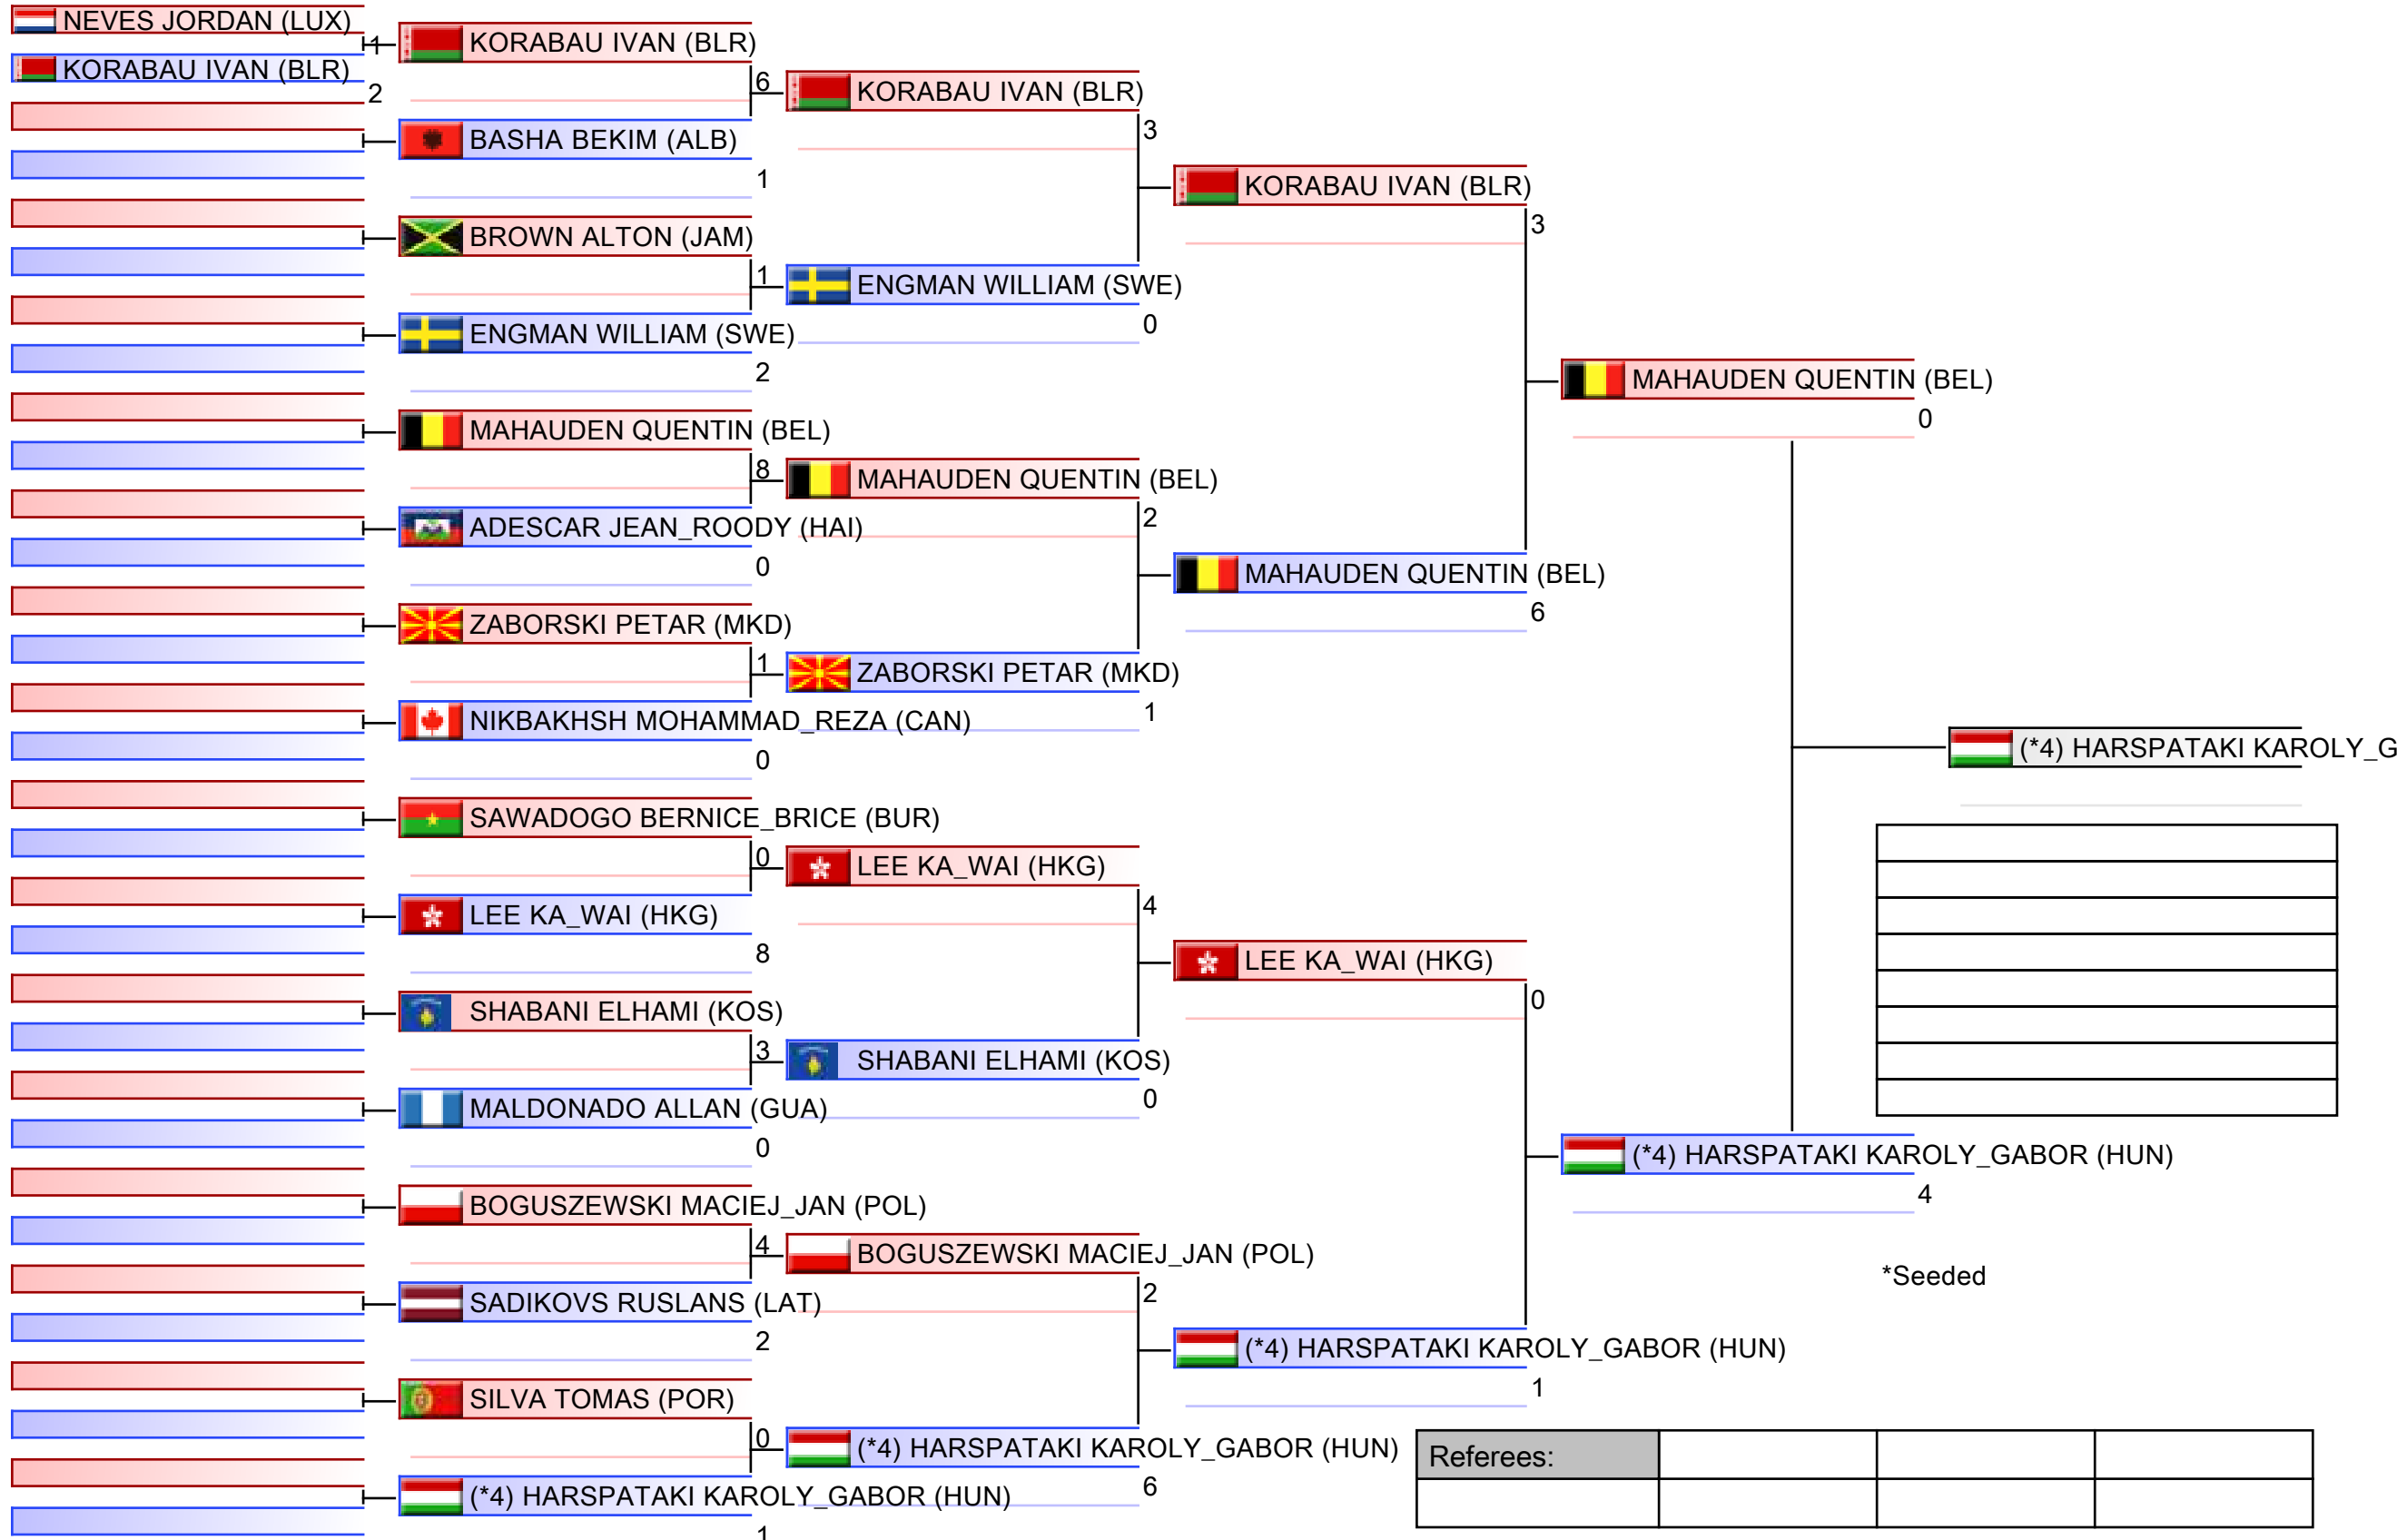 NEVES JORDAN (LUX)
1
KORABAU IVAN (BLR)
2
KORABAU IVAN (BLR)
6
BASHA BEKIM (ALB)
1
BROWN ALTON (JAM)
1
ENGMAN WILLIAM (SWE)
2
MAHAUDEN QUENTIN (BEL)
8
ADESCAR JEAN_ROODY (HAI)
0
ZABORSKI PETAR (MKD)
1
NIKBAKHSH MOHAMMAD_REZA (CAN)
0
SAWADOGO BERNICE_BRICE (BUR)
0
LEE KA_WAI (HKG)
8
SHABANI ELHAMI (KOS)
3
MALDONADO ALLAN (GUA)
0
BOGUSZEWSKI MACIEJ_JAN (POL)
4
SADIKOVS RUSLANS (LAT)
2
SILVA TOMAS (POR)
0
(*4) HARSPATAKI KAROLY_GABOR (HUN)
1
KORABAU IVAN (BLR)
3
ENGMAN WILLIAM (SWE)
0
MAHAUDEN QUENTIN (BEL)
2
ZABORSKI PETAR (MKD)
1
LEE KA_WAI (HKG)
4
SHABANI ELHAMI (KOS)
0
BOGUSZEWSKI MACIEJ_JAN (POL)
2
(*4) HARSPATAKI KAROLY_GABOR (HUN)
6
KORABAU IVAN (BLR)
3
MAHAUDEN QUENTIN (BEL)
6
LEE KA_WAI (HKG)
0
(*4) HARSPATAKI KAROLY_GABOR (HUN)
1
MAHAUDEN QUENTIN (BEL)
0
(*4) HARSPATAKI KAROLY_GABOR (HUN)
4
(*4) HARSPATAKI KAROLY_G
*Seeded
Referees: